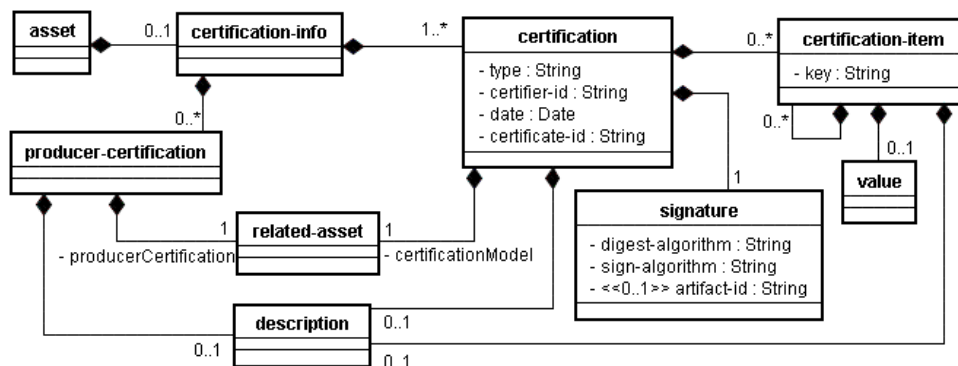 asset
0..1
certification-info
1..*
certification
- type : String
- certifier-id : String
- date : Date
- certificate-id : String
0..*
certification-item
- key : String
0..*
0..*
producer-certification
0..1
value
1
signature
- digest-algorithm : String
- sign-algorithm : String
- <<0..1>> artifact-id : String
1
related-asset
1
- producerCertification
- certificationModel
description
0..1
0..1
0..1